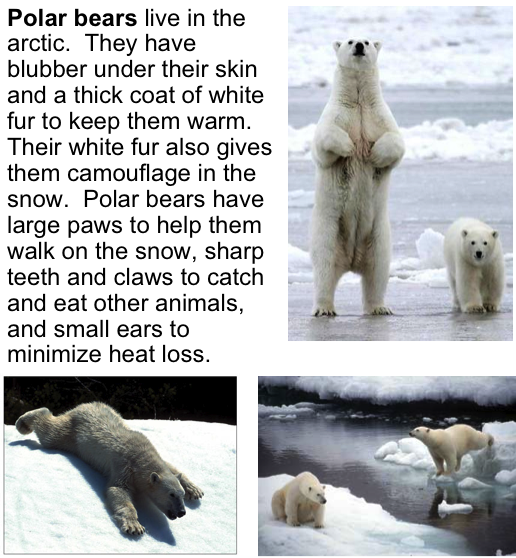 Polar bears live in the
arctic.  They have
blubber under their skin
and a thick coat of white
fur to keep them warm.
Their white fur also gives
them camouflage in the
snow.  Polar bears have
large paws to help them
walk on the snow, sharp
teeth and claws to catch
and eat other animals,
and small ears to
minimize heat loss.